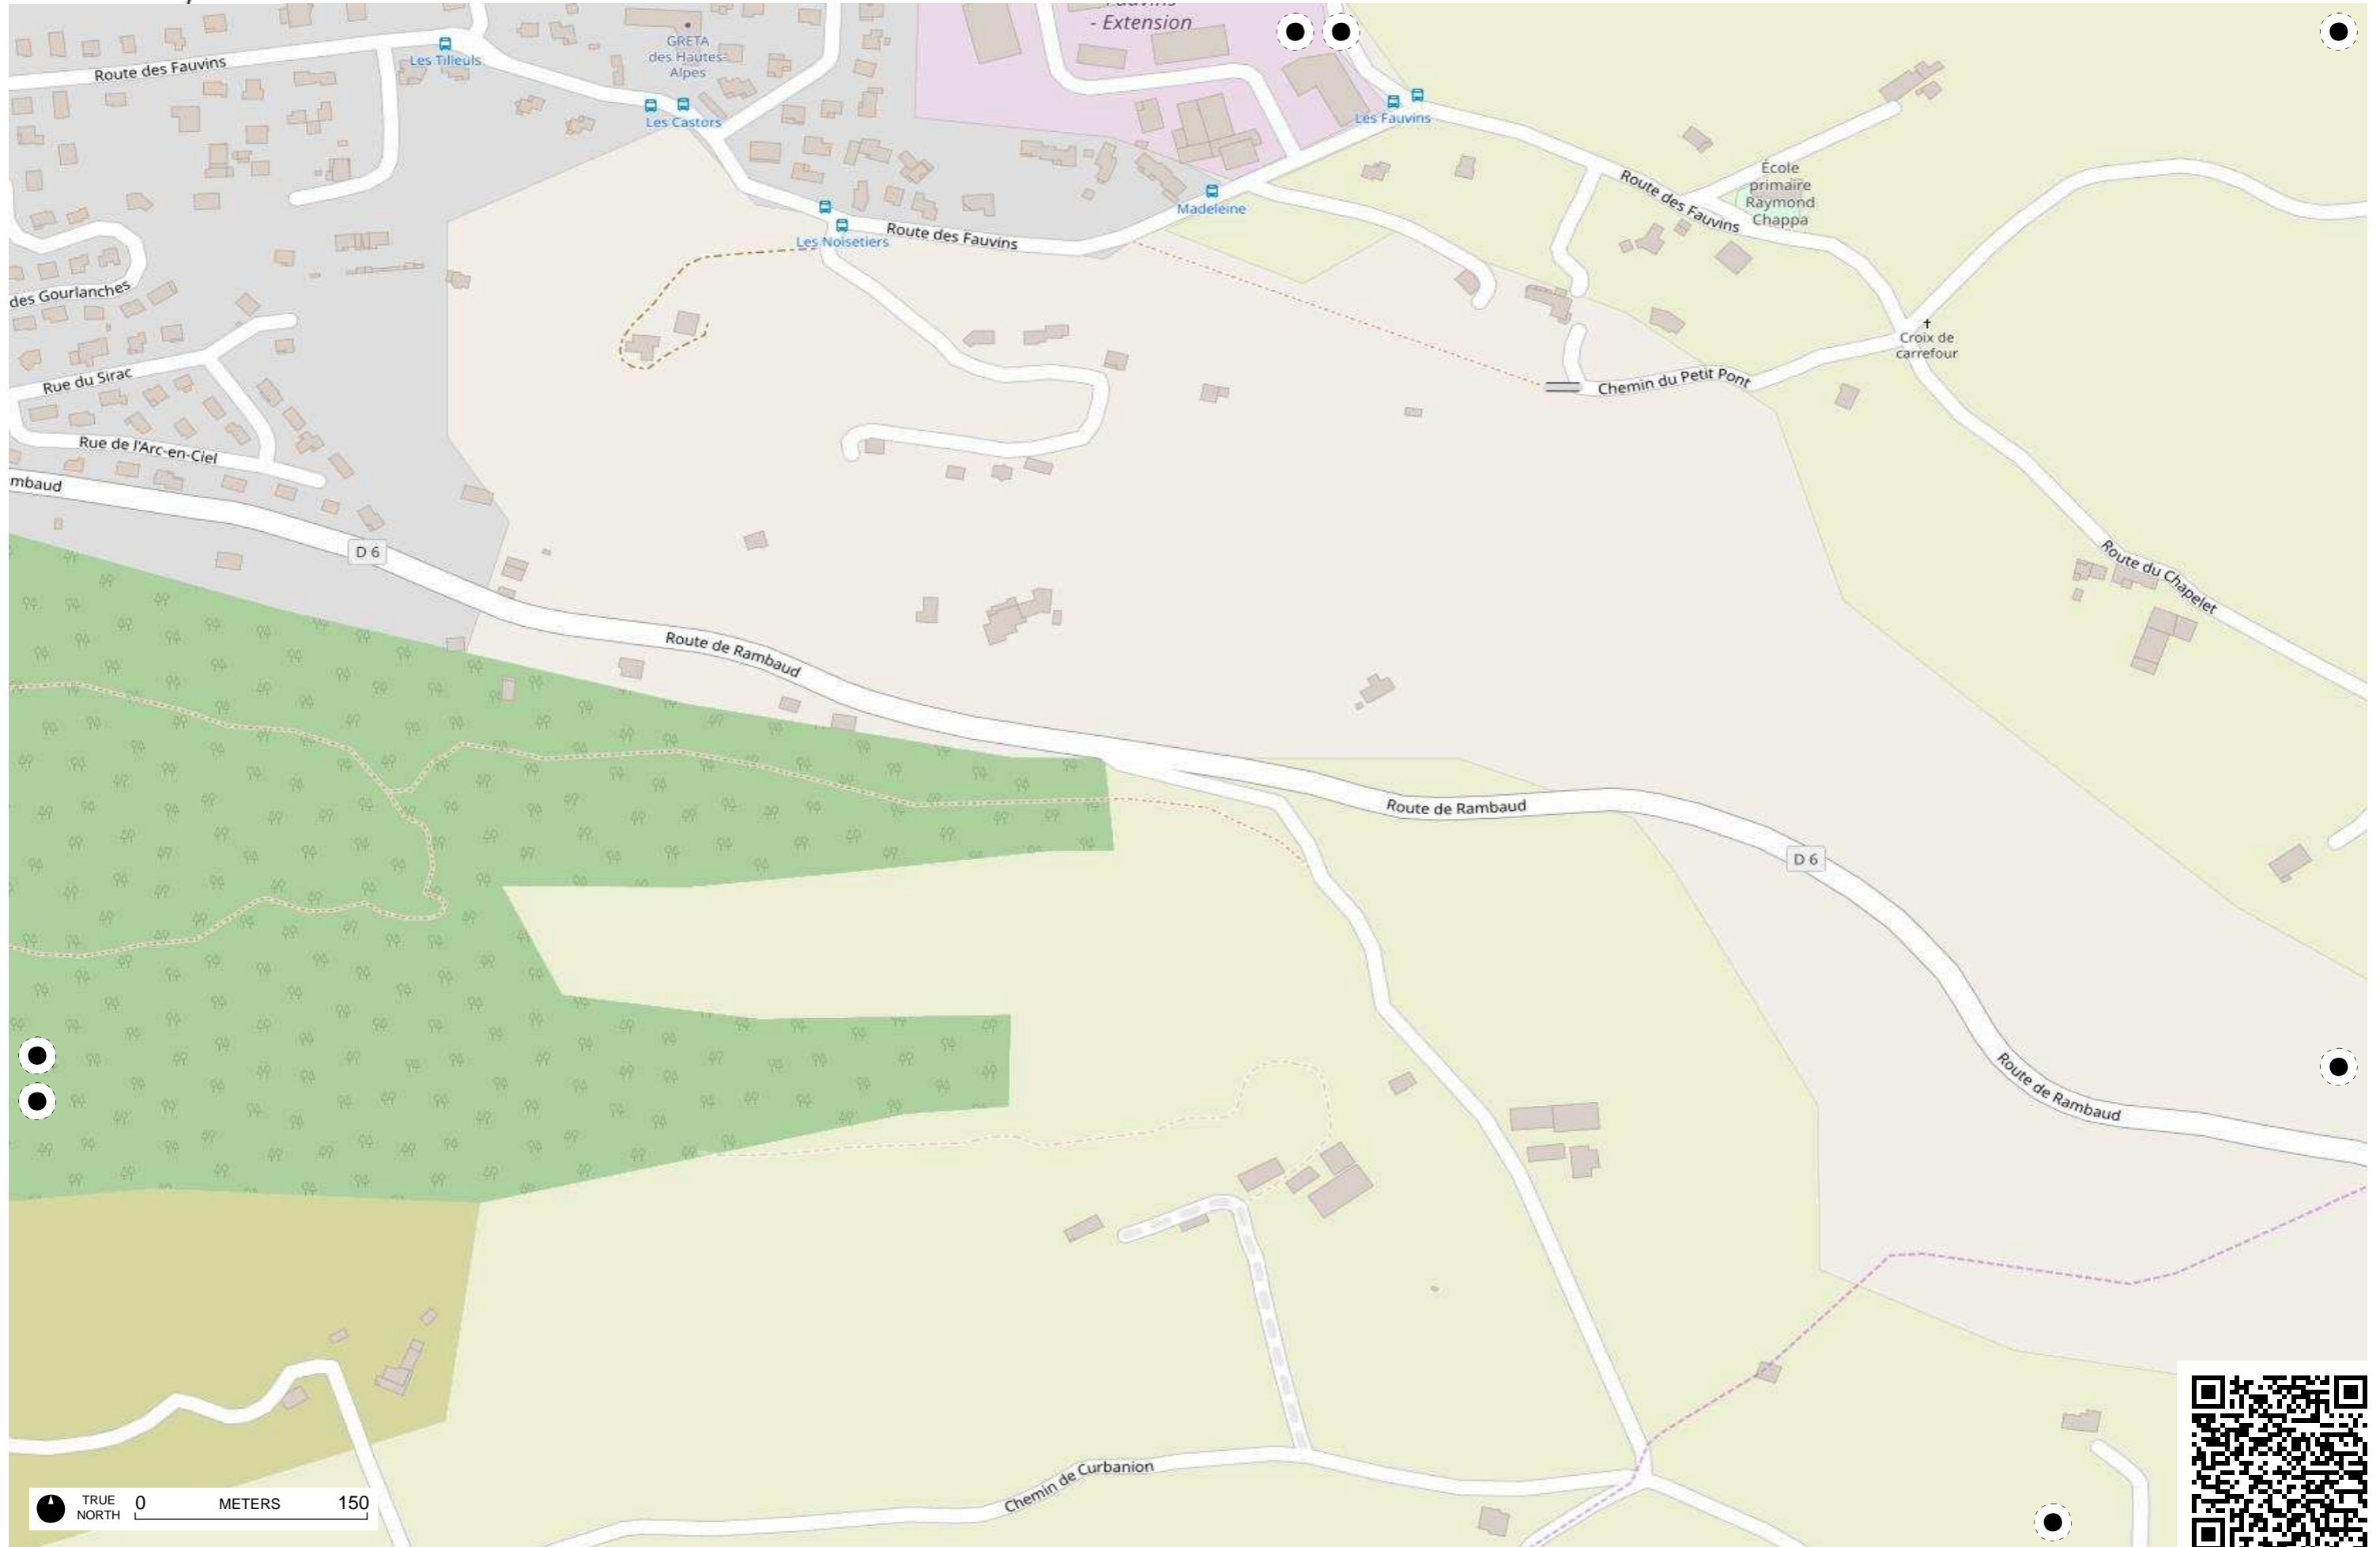 - Extension
GRETA
des Hautes-
Alpes
Les Tilleuls
Route des Fauvins
Les Castors
Les Fauvins
École
primaire
Raymond
Chappa
Route des Fauvins
Madeleine
Les Noisetiers
Route des Fauvins
des Gourlanches
Croix de
carrefour
Rue du Sirac
Chemin du Petit Pont
Rue de l'Arc-en-Ciel
mbaud
D 6
Route du Chapelet
Route de Rambaud
Route de Rambaud
D 6
Route de Rambaud
Chemin de Curbanion
TRUE
NORTH
0 METERS 150